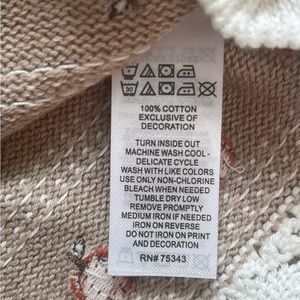 30
100% COTTON
EXCLUSIVE OF
DECORATION
TURN INSIDE OUT
MACHINE WASH COOL -
DELICATE CYCLE
WASH WITH LIKE COLORS
USE ONLY NON-CHLORINE
BLEACH WHEN NEEDED
TUMBLE DRY LOW
REMOVE PROMPTLY
MEDIUM IRON IF NEEDED
IRON ON REVERSE
DO NOT IRON ON PRINT
AND DECORATION
RN# 75343